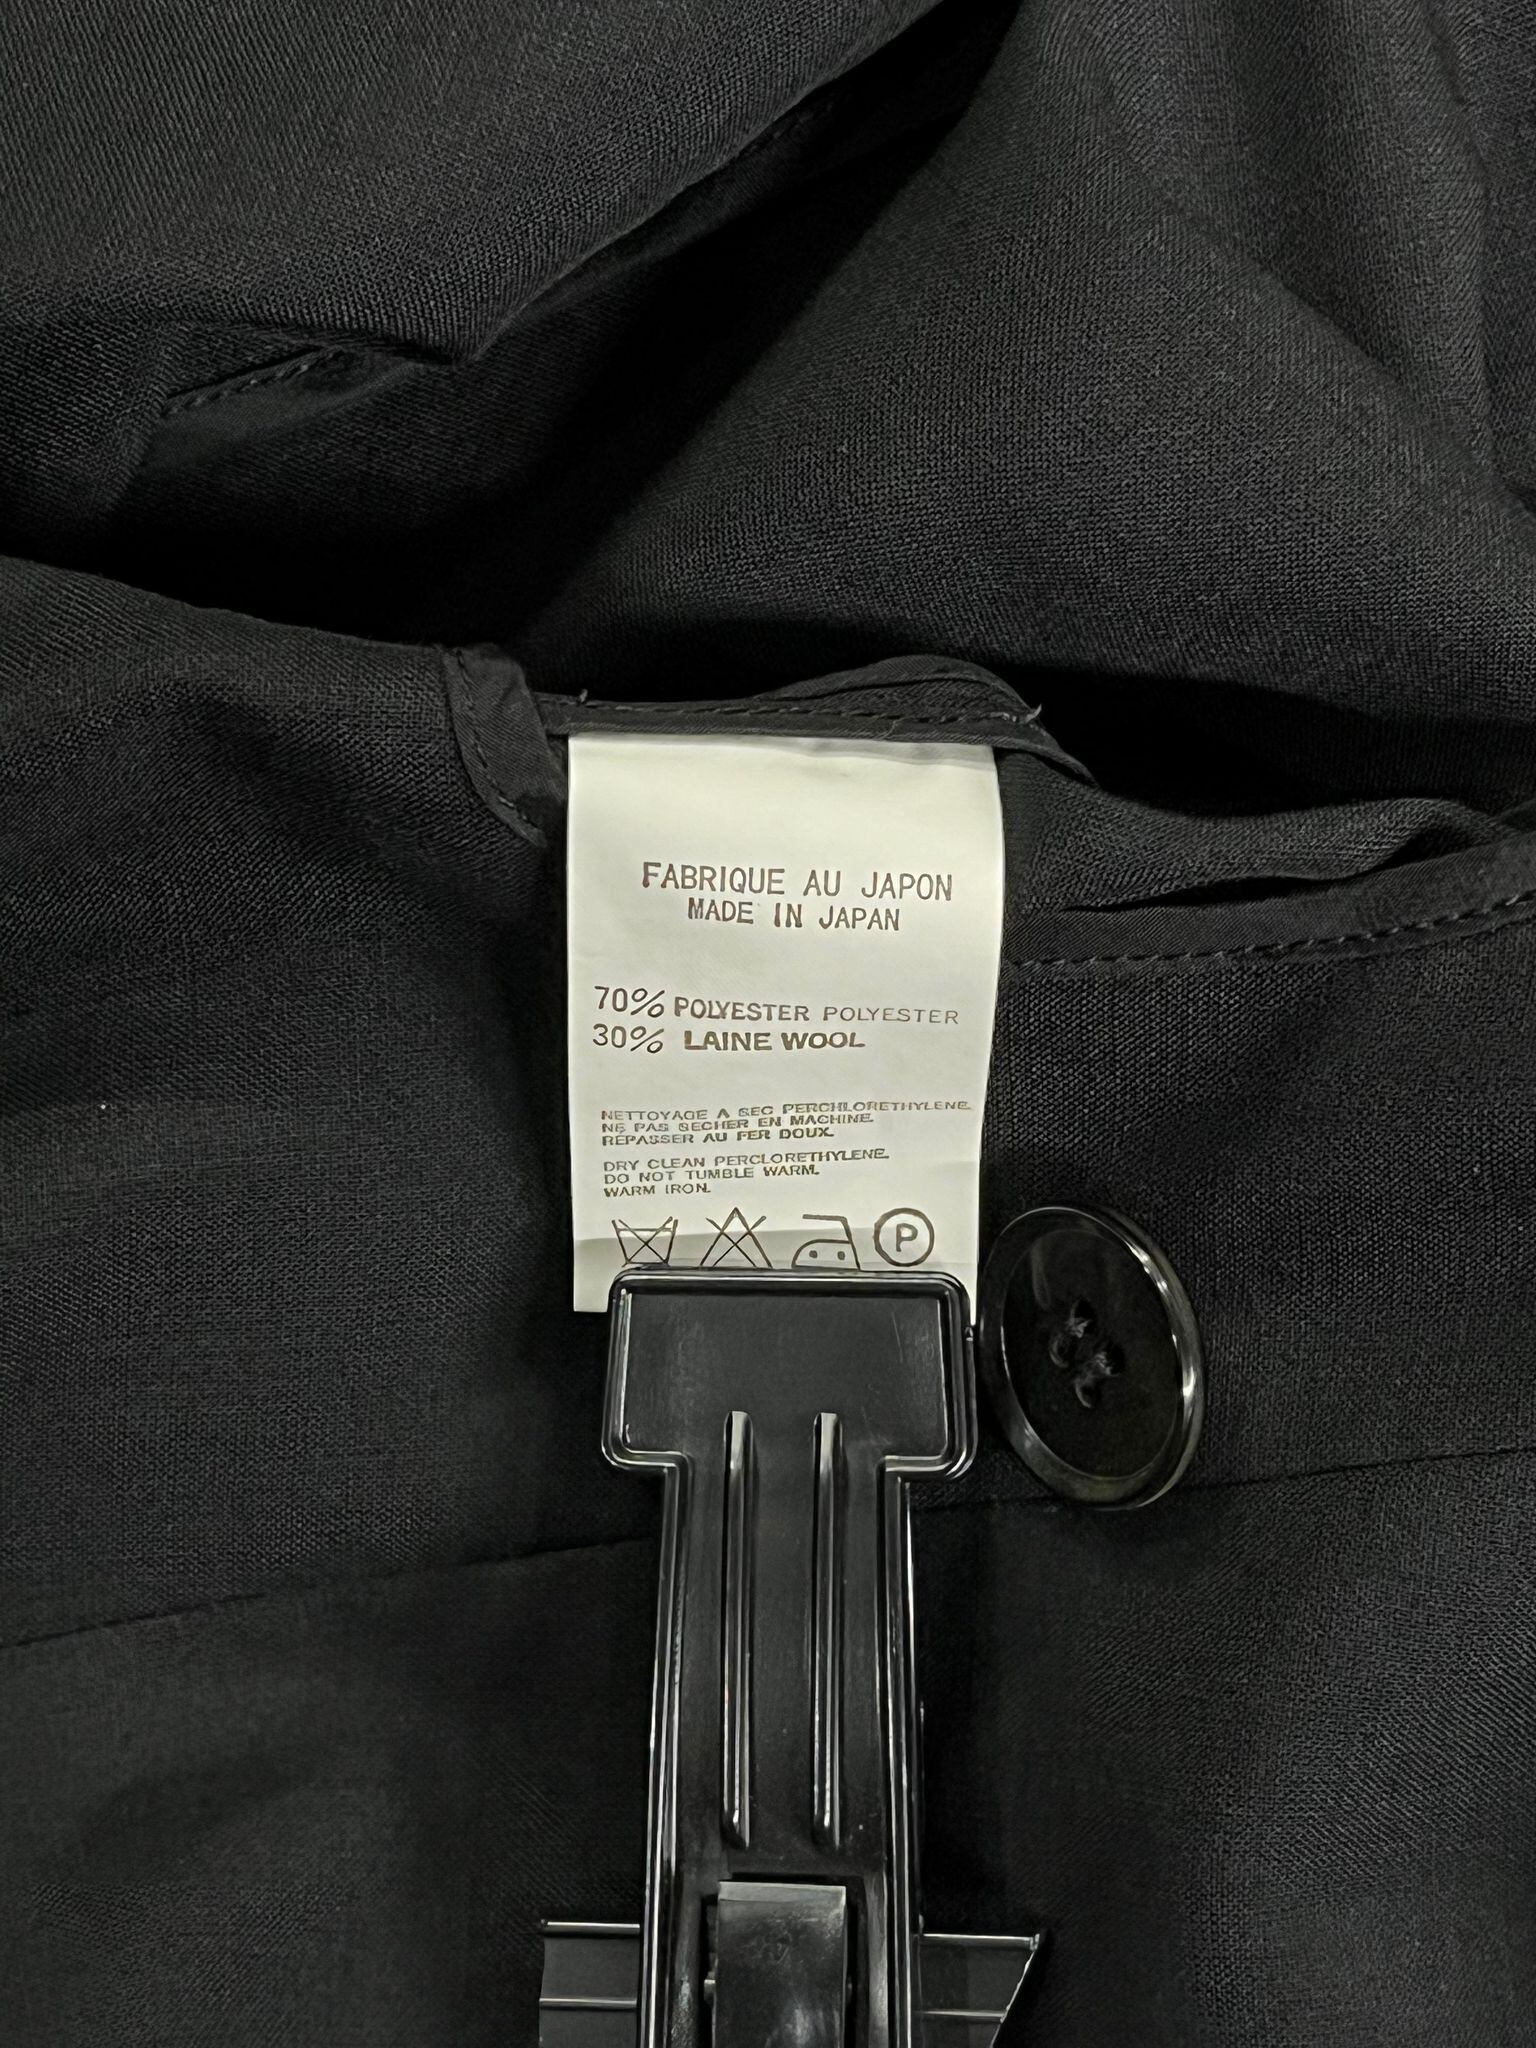 FABRIQUE AU JAPON
MADE IN JAPAN
70% POLYESTER POLYESTER
30% LAINE WOOL
NETTOYAGE A SEC PERCHLORETHYLENE.
NE PAS SECHER EN MACHINE.
REPASSER AU FER DOUX.
DRY CLEAN PERCLORETHYLENE.
DO NOT TUMBLE WARM.
WARM IRON.
P